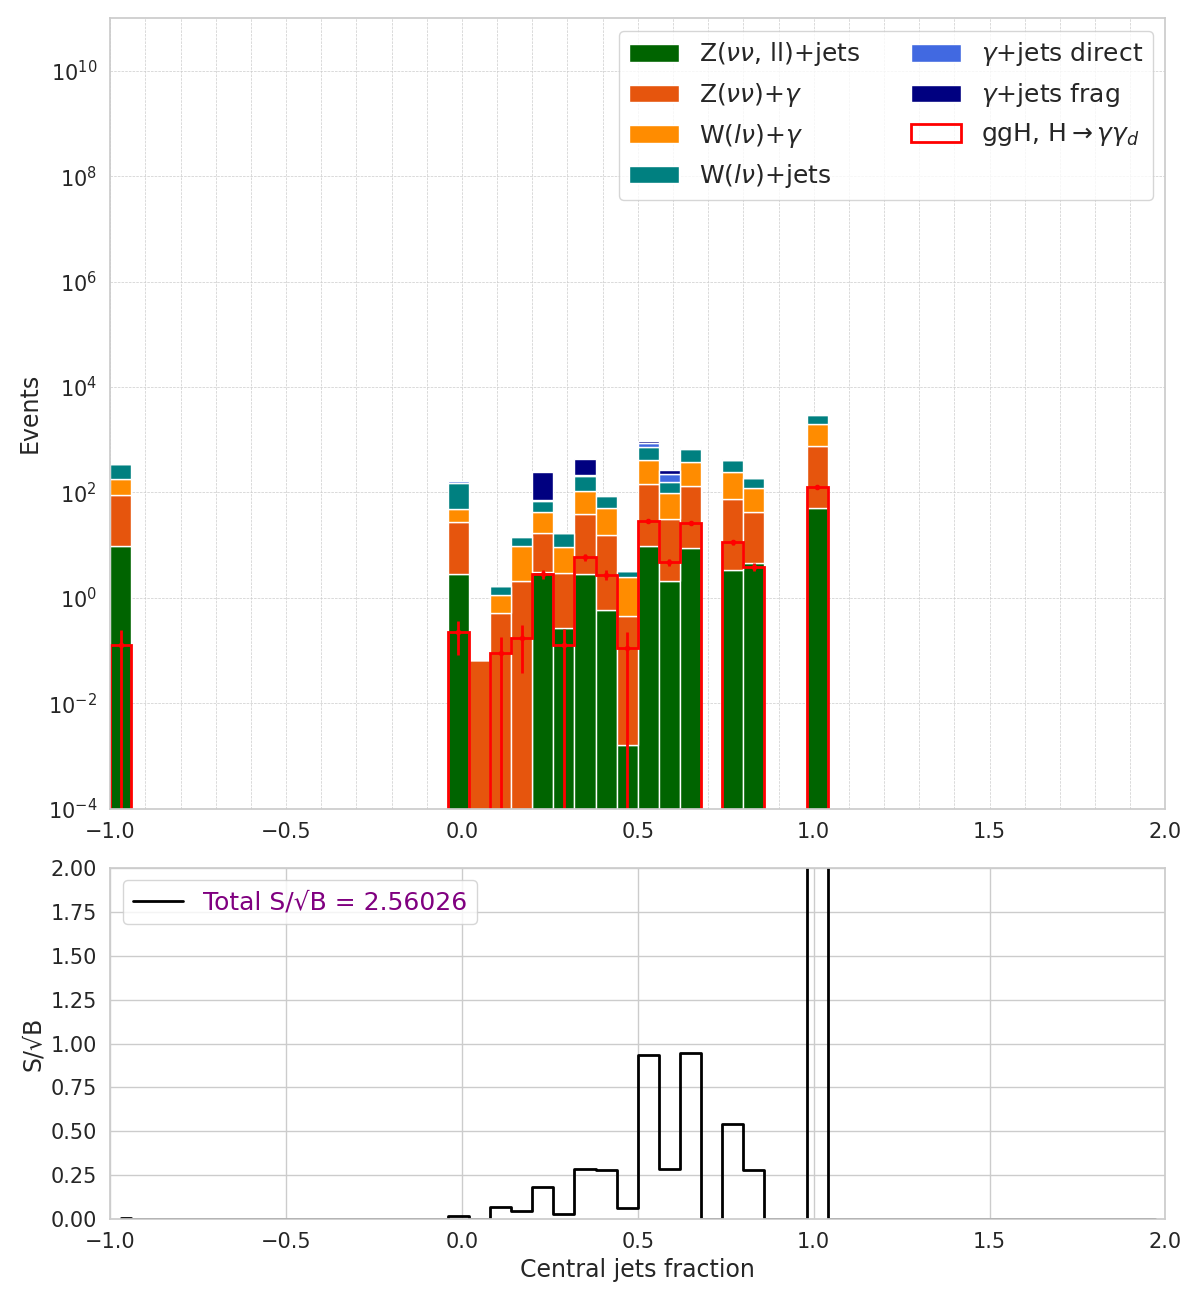 10^10
10^8
10^6
10^4
10^2
10^0
10^−2
10^−4
Events
Z(νν, ll)+jets
Z(νν)+γ
W(lν)+γ
W(lν)+jets
γ+jets direct
γ+jets frag
ggH, H→γγ_d
−1.0 −0.5 0.0 0.5 1.0 1.5 2.0
2.00
1.75
1.50
1.25
1.00
0.75
0.50
0.25
0.00
S/√B
Total S/√B = 2.56026
−1.0 −0.5 0.0 0.5 1.0 1.5 2.0
Central jets fraction